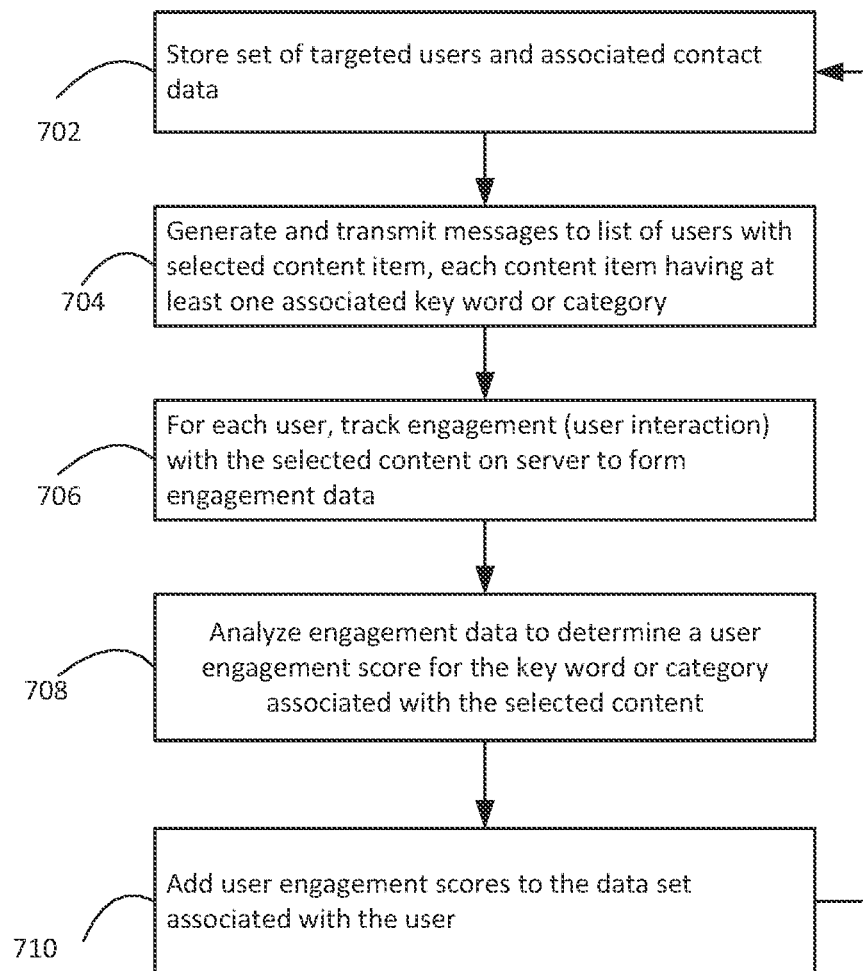 Store set of targeted users and associated contact
data
702
Generate and transmit messages to list of users with
selected content item, each content item having at
least one associated key word or category
704
For each user, track engagement (user interaction)
with the selected content on server to form
engagement data
706
Analyze engagement data to determine a user
engagement score for the key word or category
associated with the selected content
708
Add user engagement scores to the data set
associated with the user
710